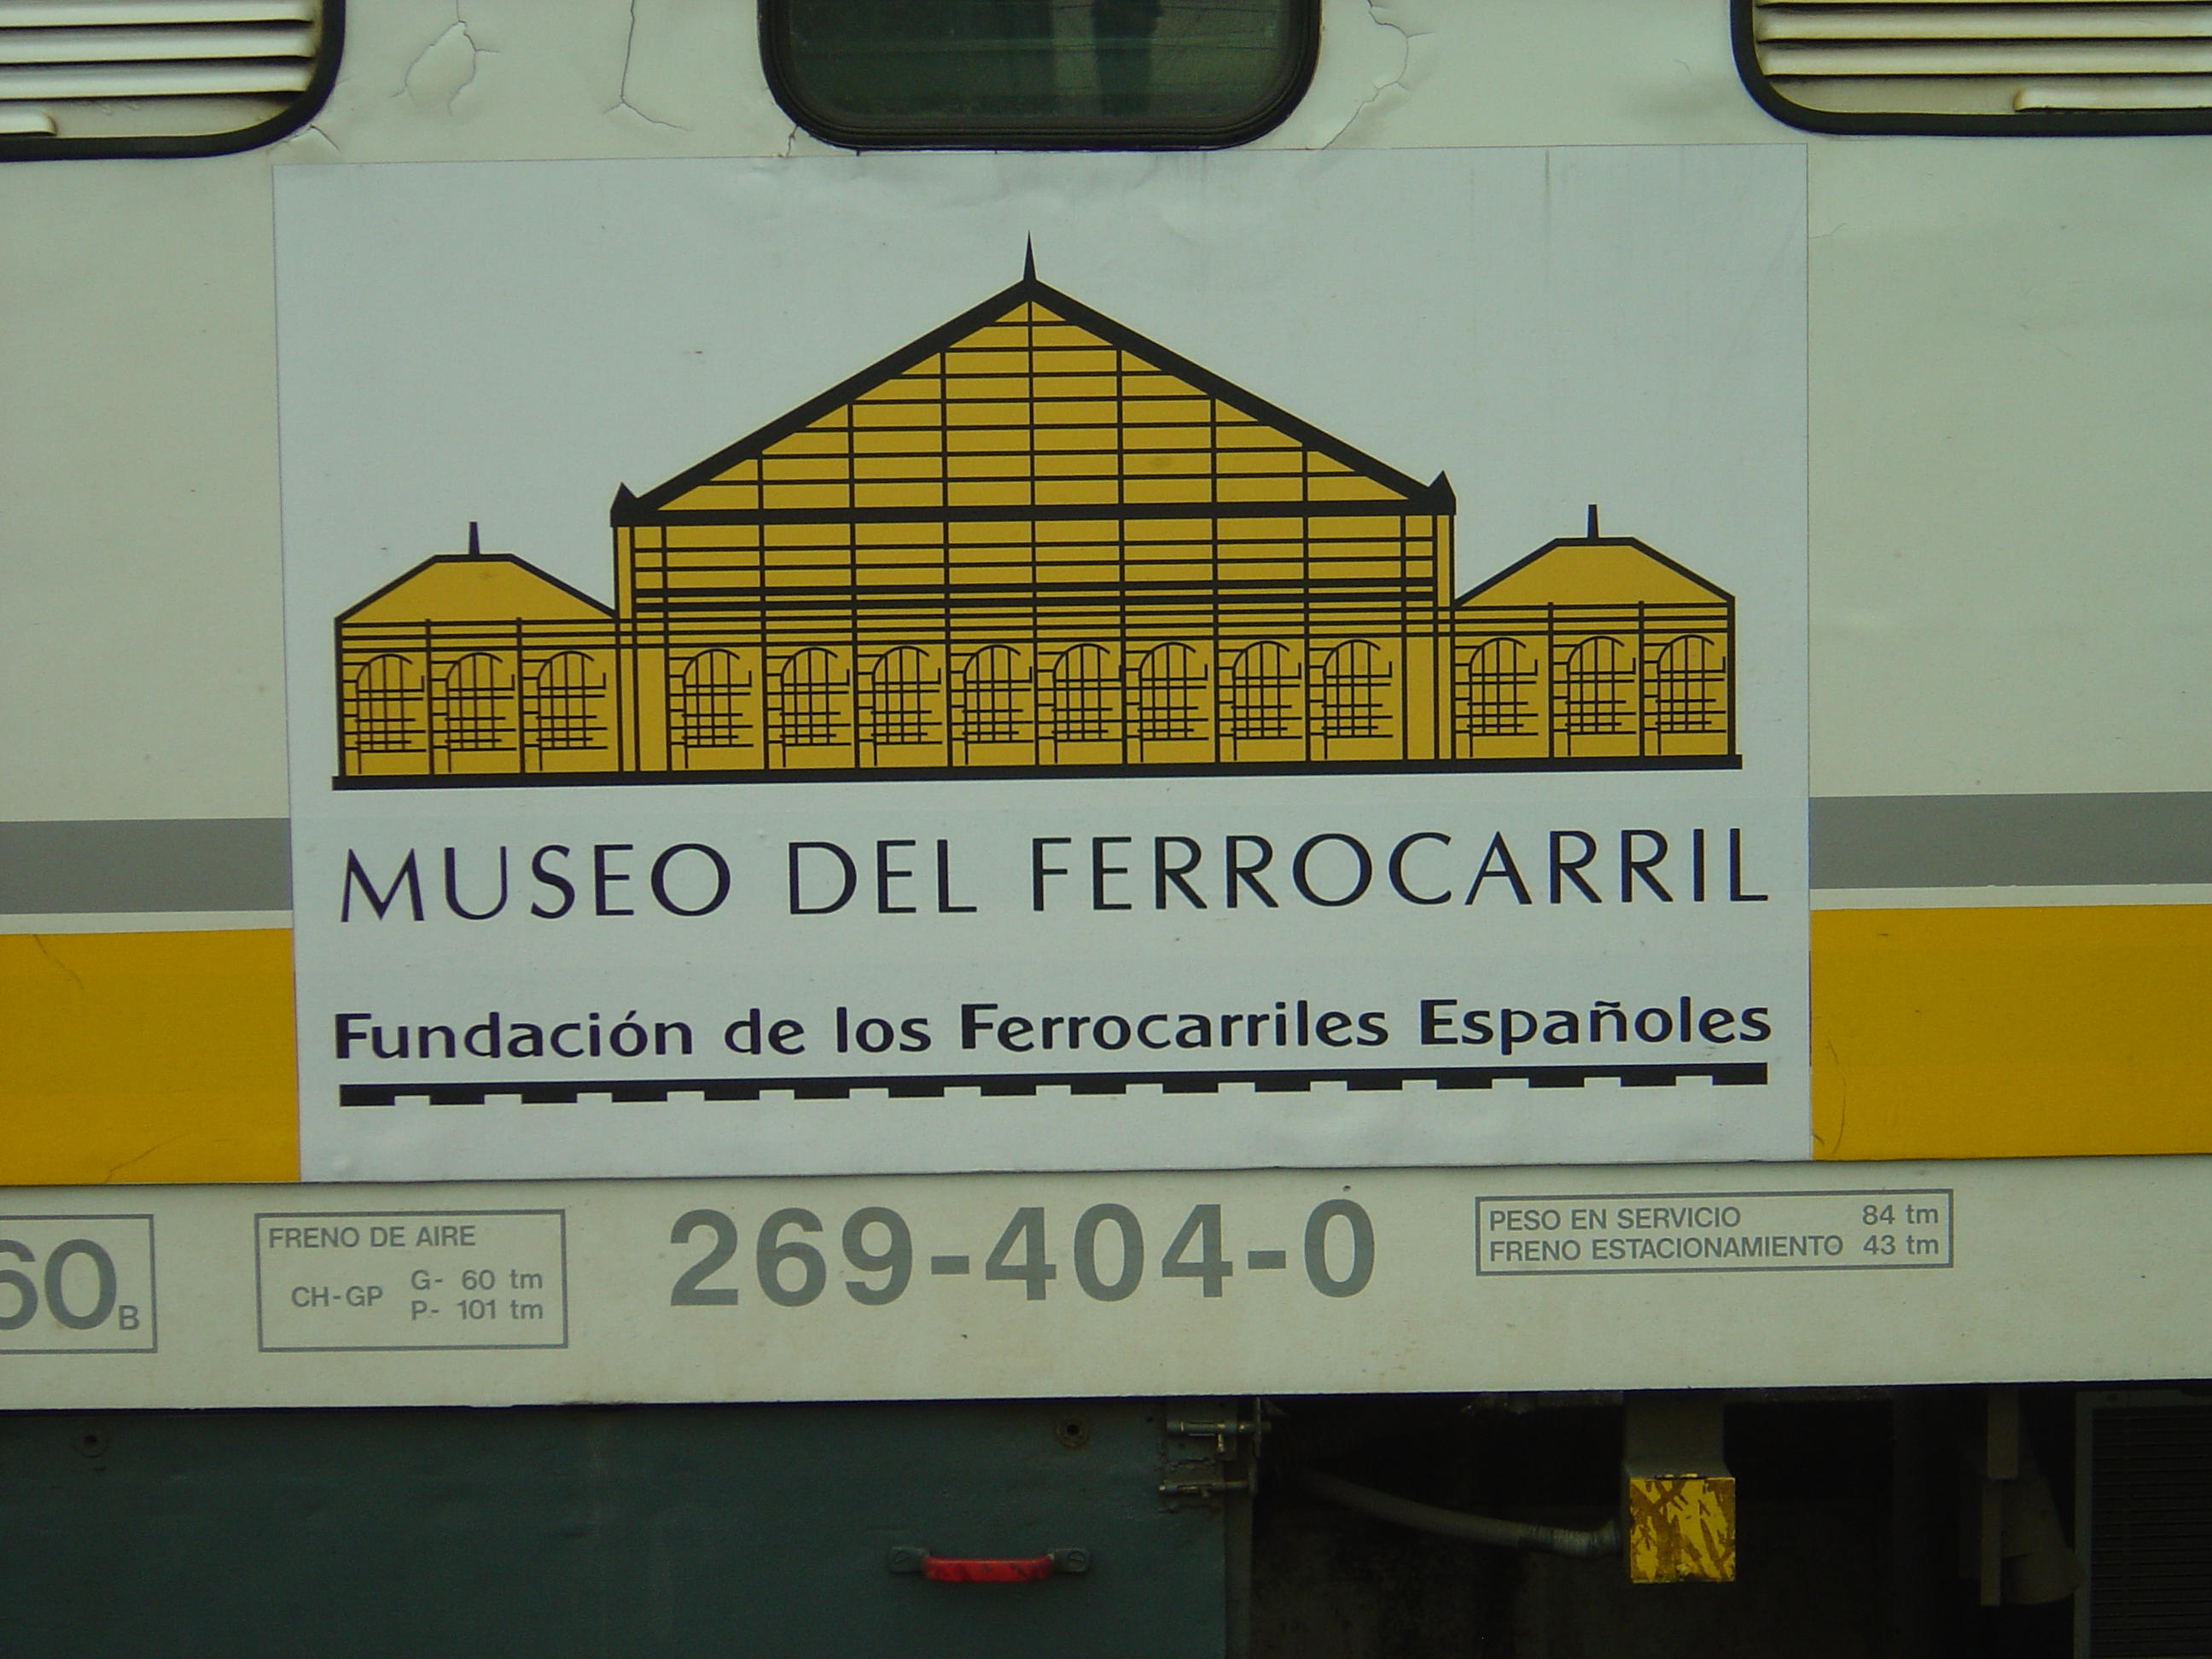 MUSEO DEL FERROCARRIL
Fundación de los Ferrocarriles Españoles
60B
FRENO DE AIRE
CH-GP G- 60 tm
P- 101 tm
269-404-0
PESO EN SERVICIO 84 tm
FRENO ESTACIONAMIENTO 43 tm